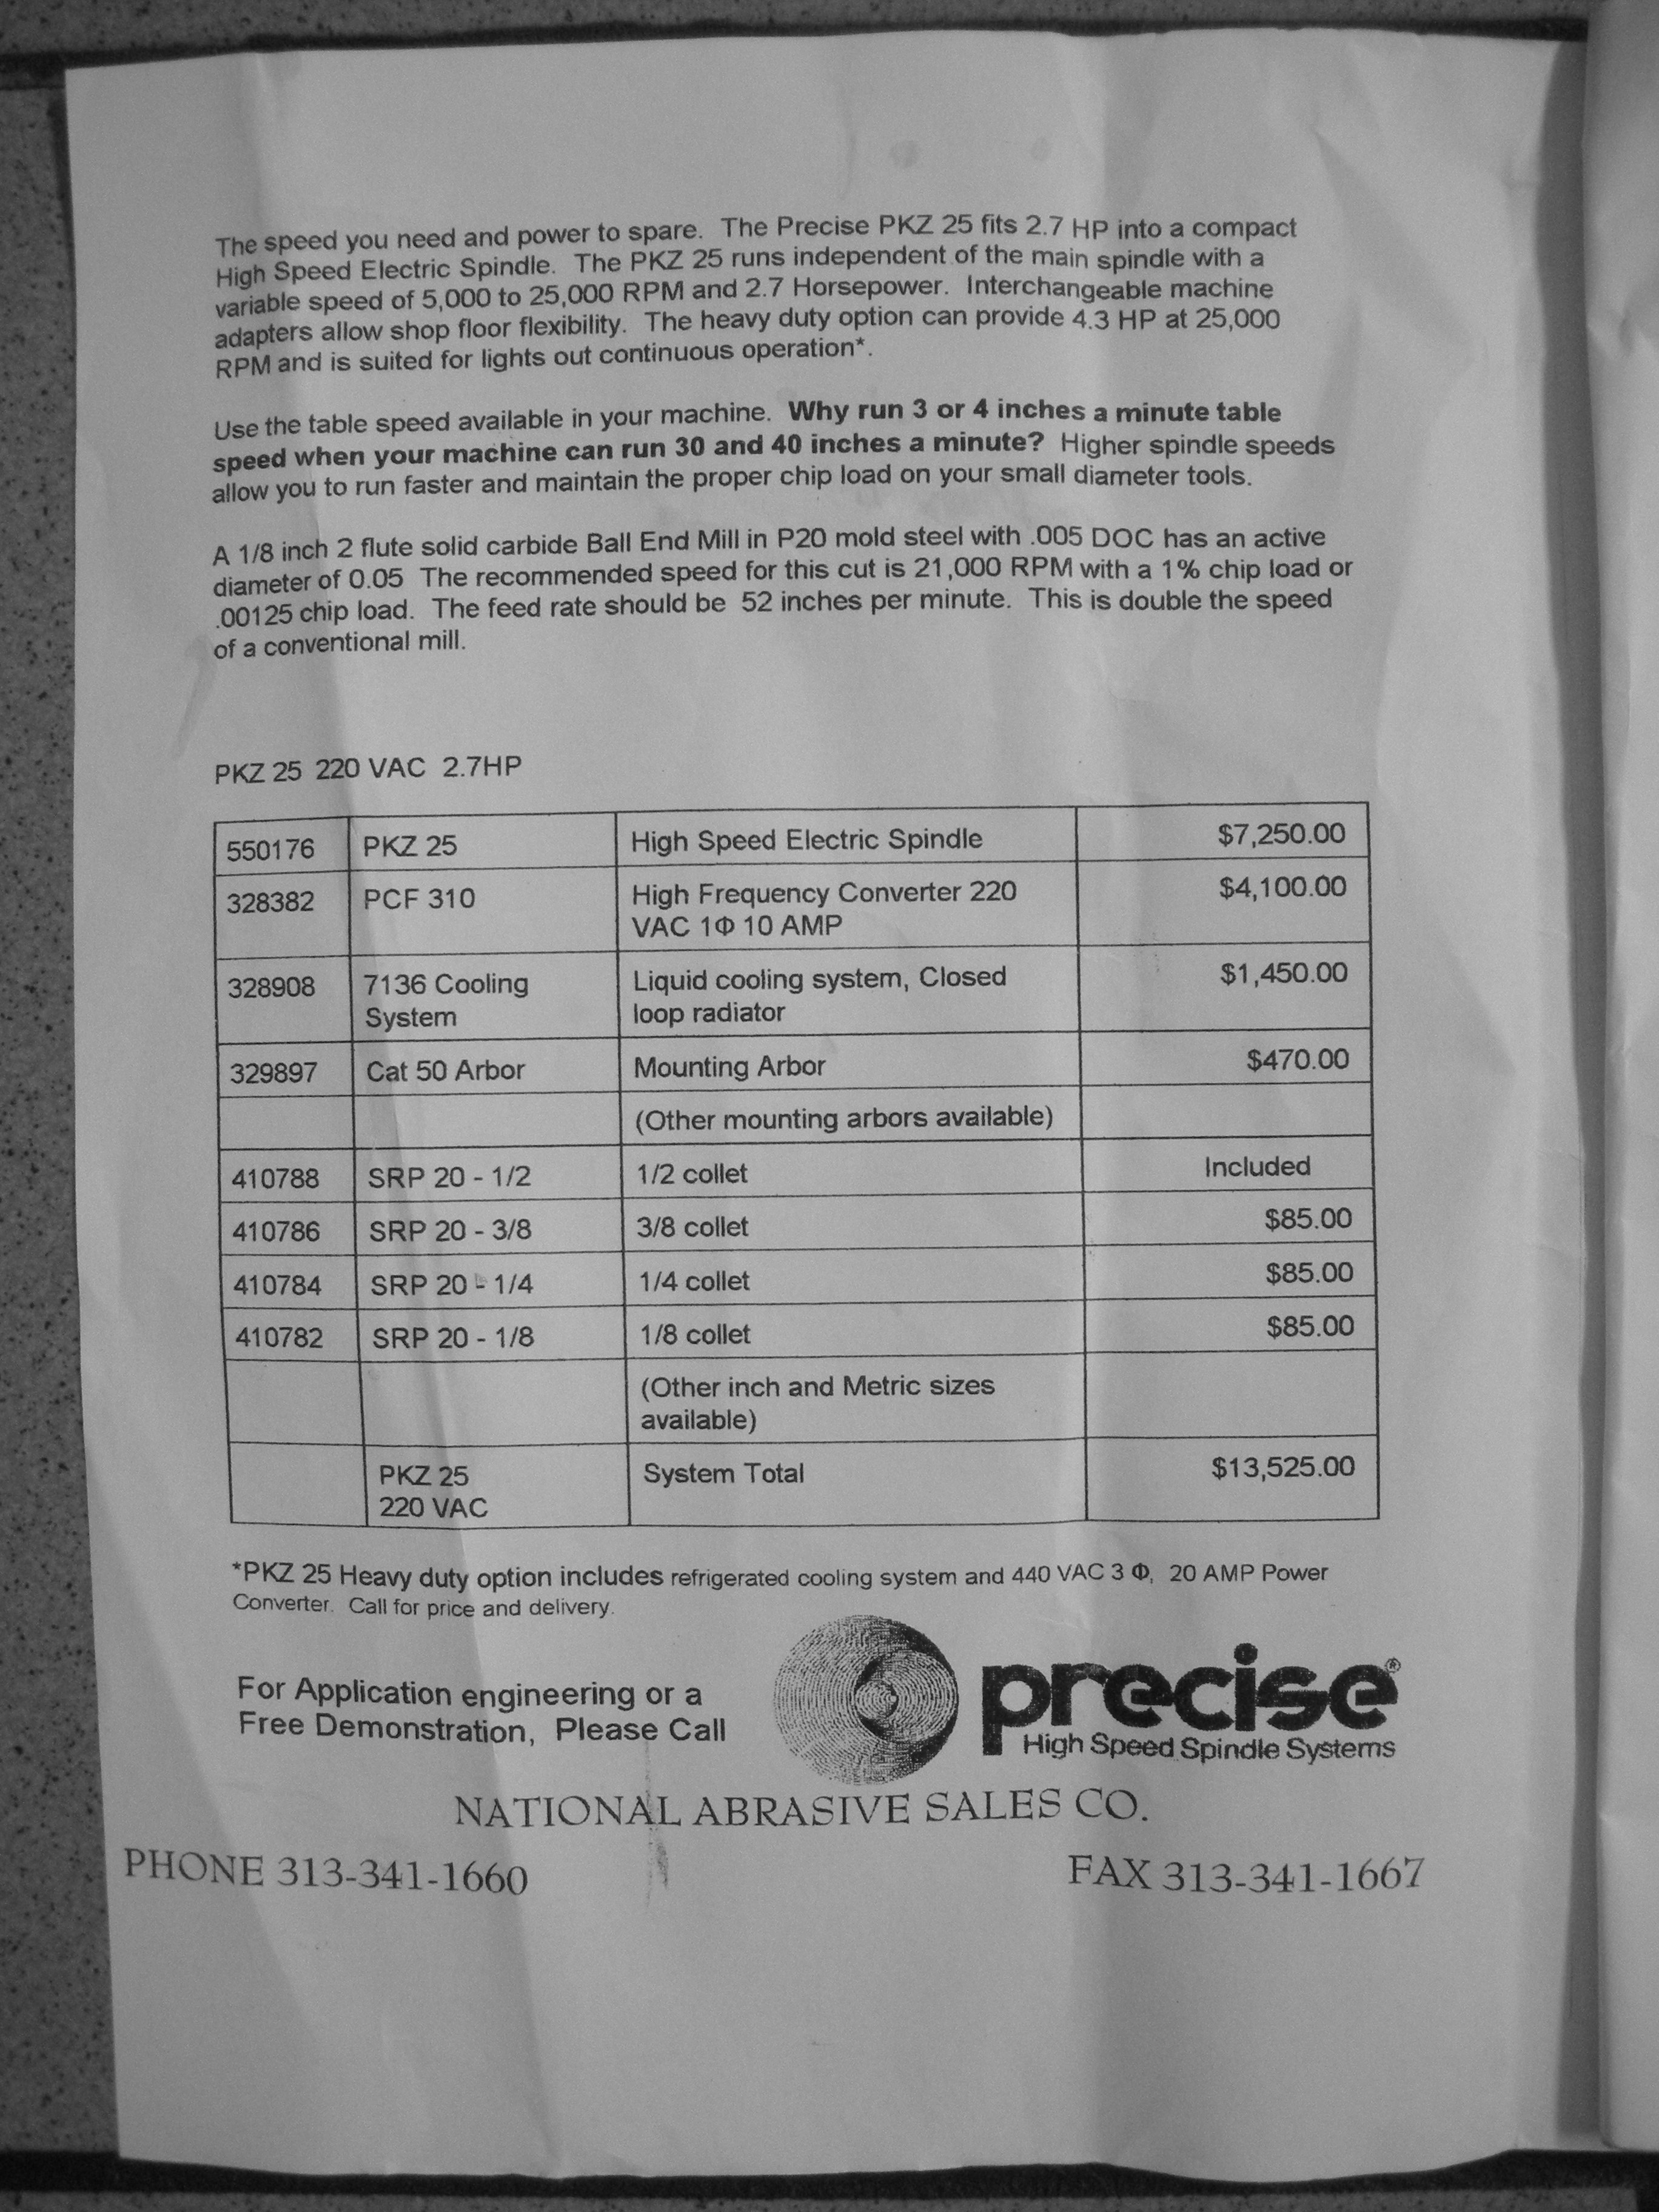 The speed you need and power to spare.  The Precise PKZ 25 fits 2.7 HP into a compact
High Speed Electric Spindle.  The PKZ 25 runs independent of the main spindle with a
variable speed of 5,000 to 25,000 RPM and 2.7 Horsepower.  Interchangeable machine
adapters allow shop floor flexibility.  The heavy duty option can provide 4.3 HP at 25,000
RPM and is suited for lights out continuous operation*.
Use the table speed available in your machine.  Why run 3 or 4 inches a minute table
speed when your machine can run 30 and 40 inches a minute?  Higher spindle speeds
allow you to run faster and maintain the proper chip load on your small diameter tools.
A 1/8 inch 2 flute solid carbide Ball End Mill in P20 mold steel with .005 DOC has an active
diameter of 0.05  The recommended speed for this cut is 21,000 RPM with a 1% chip load or
.00125 chip load.  The feed rate should be  52 inches per minute.  This is double the speed
of a conventional mill.
PKZ 25  220 VAC  2.7HP
550176 PKZ 25 High Speed Electric Spindle $7,250.00
328382 PCF 310 High Frequency Converter 220 $4,100.00
VAC 1Φ 10 AMP
328908 7136 Cooling Liquid cooling system, Closed $1,450.00
System loop radiator
329897 Cat 50 Arbor Mounting Arbor $470.00
(Other mounting arbors available)
410788 SRP 20 - 1/2 1/2 collet Included
410786 SRP 20 - 3/8 3/8 collet $85.00
410784 SRP 20 - 1/4 1/4 collet $85.00
410782 SRP 20 - 1/8 1/8 collet $85.00
(Other inch and Metric sizes
available)
PKZ 25 System Total $13,525.00
220 VAC
*PKZ 25 Heavy duty option includes refrigerated cooling system and 440 VAC 3 Φ,  20 AMP Power
Converter.  Call for price and delivery.
For Application engineering or a
Free Demonstration,  Please Call
precise®
High Speed Spindle Systems
NATIONAL ABRASIVE SALES CO.
PHONE 313-341-1660 FAX 313-341-1667